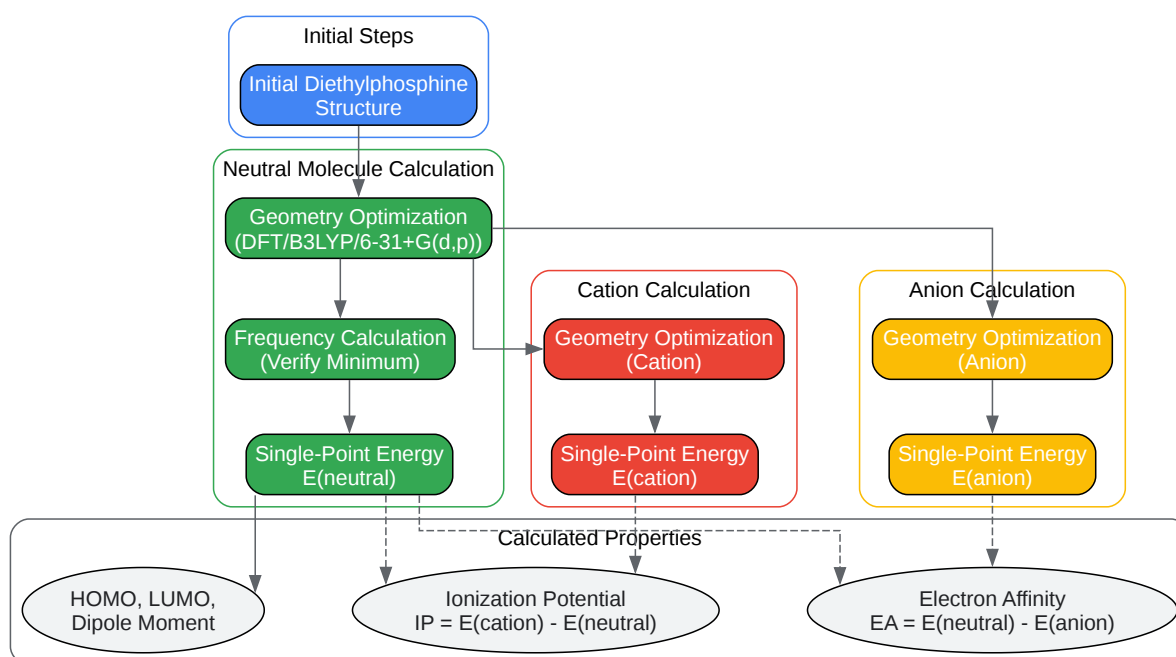 Initial Steps
Initial Diethylphosphine
Structure
Neutral Molecule Calculation
Geometry Optimization
(DFT/B3LYP/6-31+G(d,p))
Frequency Calculation
(Verify Minimum)
Single-Point Energy
E(neutral)
Cation Calculation
Geometry Optimization
(Cation)
Single-Point Energy
E(cation)
Anion Calculation
Geometry Optimization
(Anion)
Single-Point Energy
E(anion)
Calculated Properties
HOMO, LUMO,
Dipole Moment
Ionization Potential
IP = E(cation) - E(neutral)
Electron Affinity
EA = E(neutral) - E(anion)